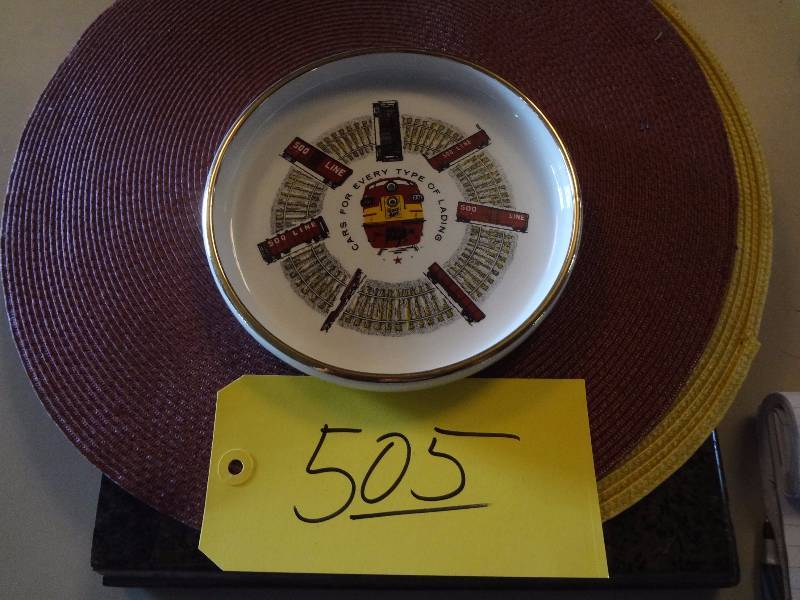 SOO LINE
SOO LINE
SOO LINE
SOO LINE
CARS FOR EVERY TYPE OF LADING
505